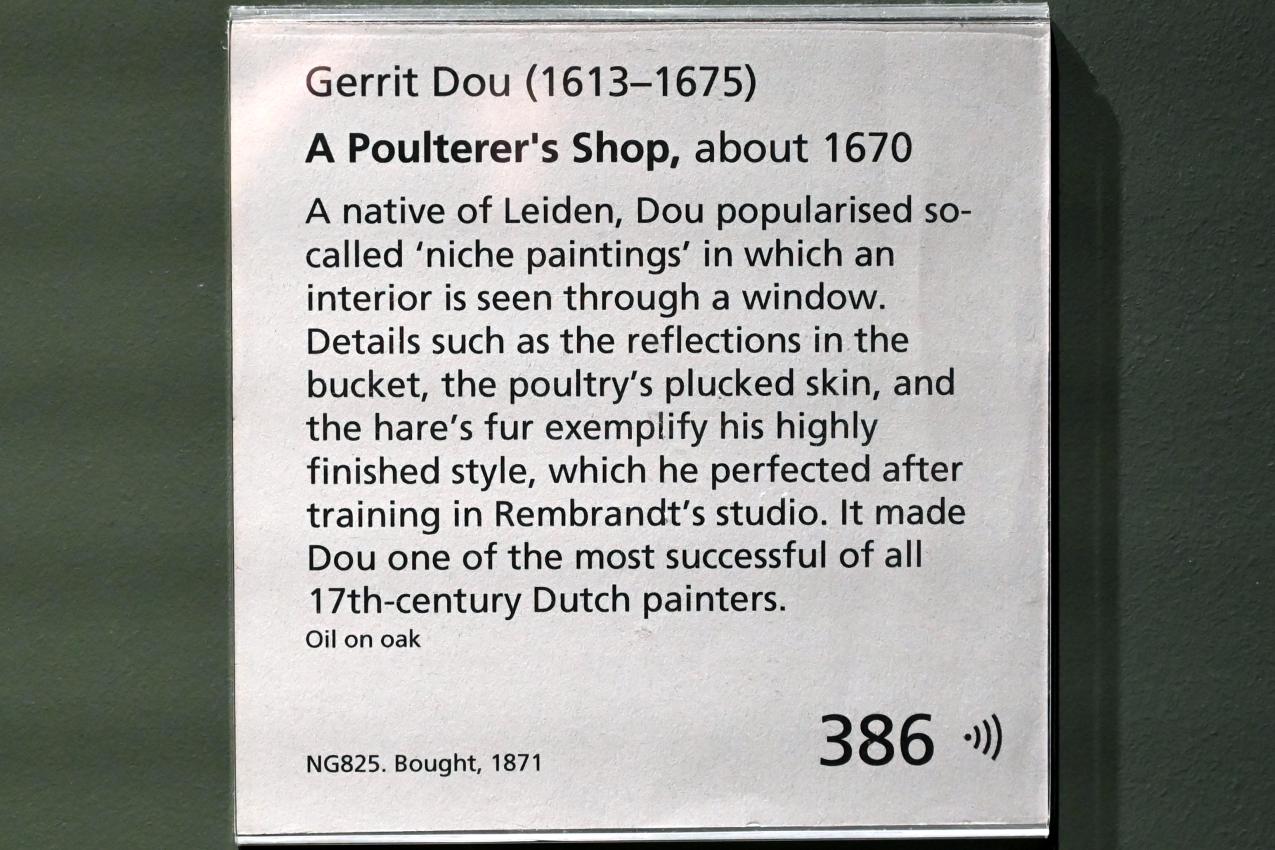 Gerrit Dou (1613–1675)
A Poulterer's Shop, about 1670
A native of Leiden, Dou popularised so-
called ‘niche paintings’ in which an
interior is seen through a window.
Details such as the reflections in the
bucket, the poultry’s plucked skin, and
the hare’s fur exemplify his highly
finished style, which he perfected after
training in Rembrandt’s studio. It made
Dou one of the most successful of all
17th-century Dutch painters.
Oil on oak
NG825. Bought, 1871
386